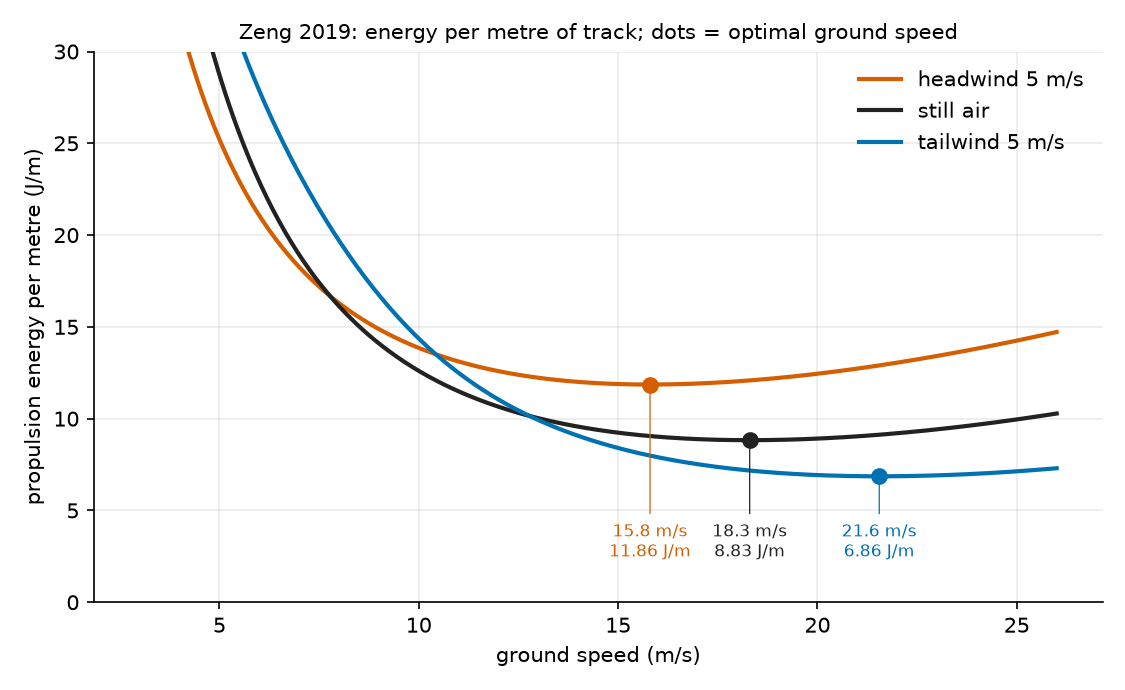 Zeng 2019: energy per metre of track; dots = optimal ground speed
headwind 5 m/s
still air
tailwind 5 m/s
propulsion energy per metre (J/m)
30
25
20
15
10
5
0
15.8 m/s
11.86 J/m
18.3 m/s
8.83 J/m
21.6 m/s
6.86 J/m
5
10
15
20
25
ground speed (m/s)